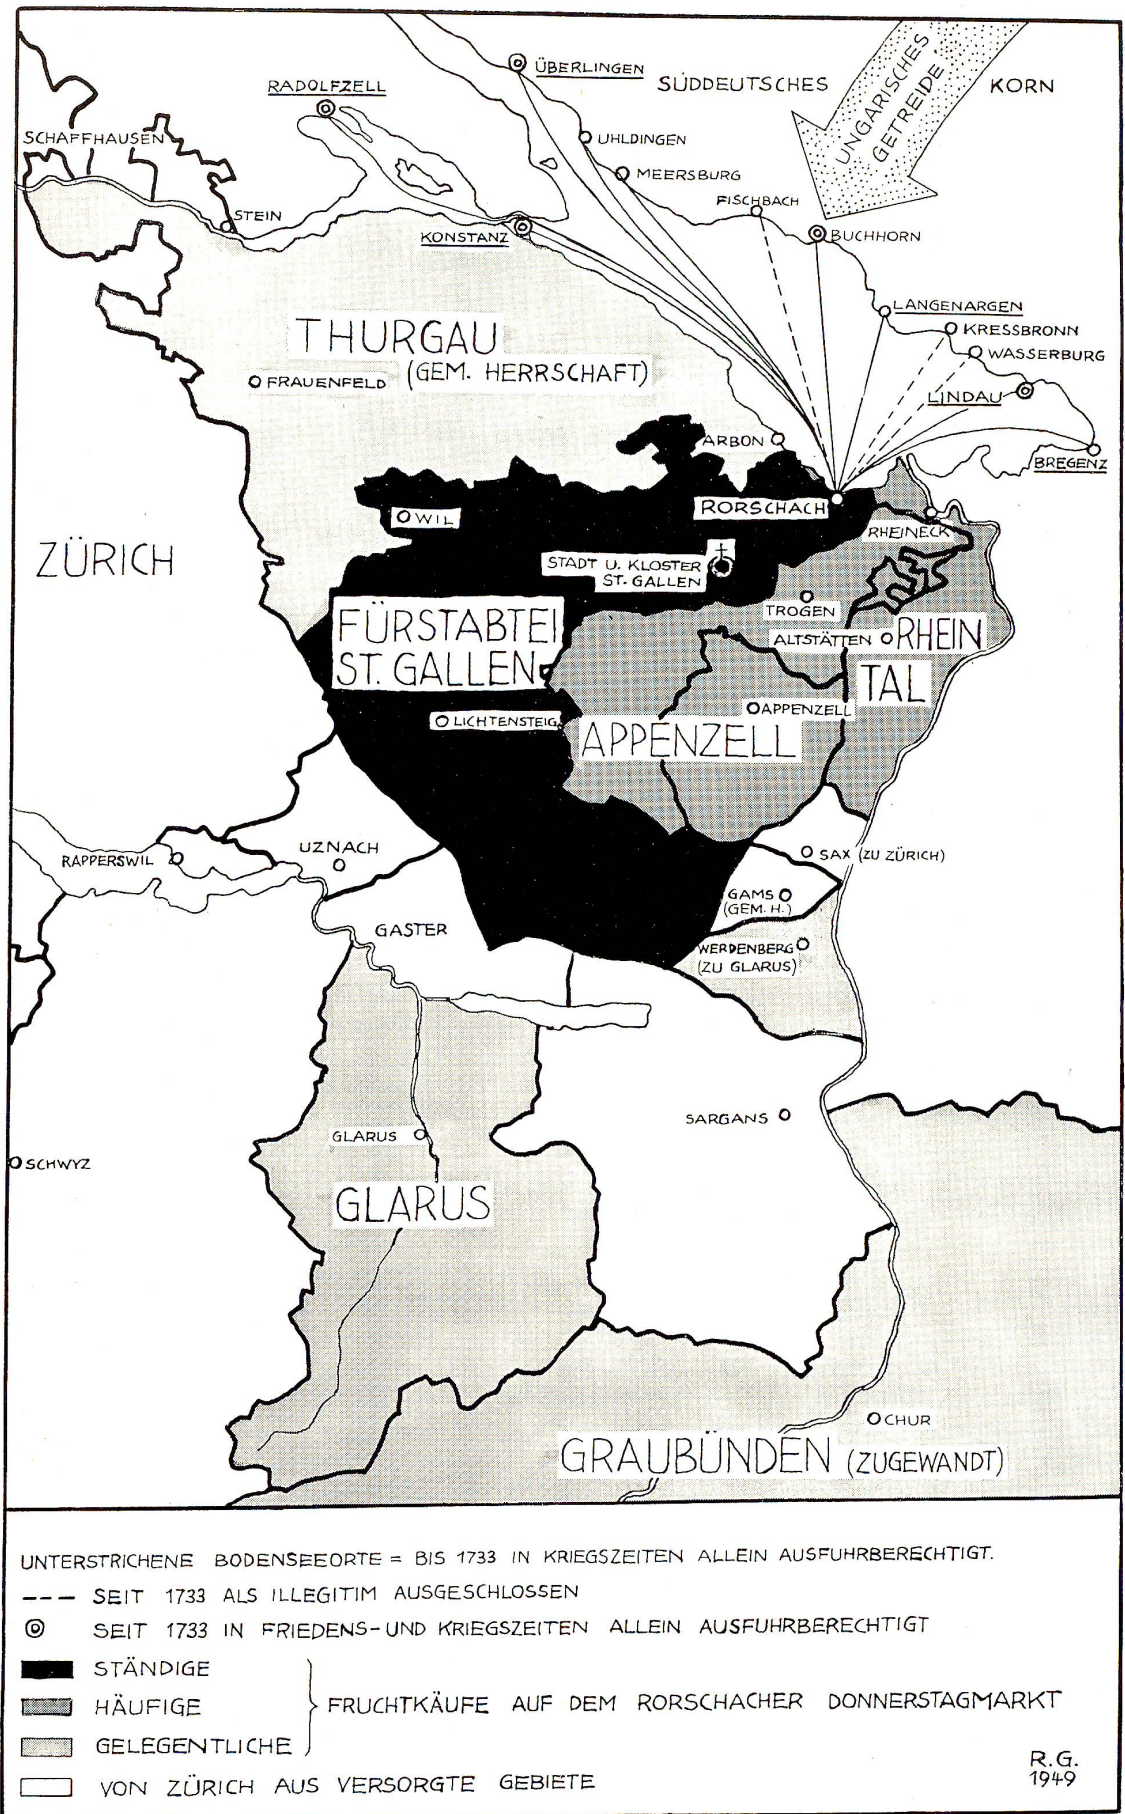 ÜBERLINGEN
SÜDDEUTSCHES
KORN
UNGARISCHES
GETREIDE
RADOLFZELL
SCHAFFHAUSEN
UHLDINGEN
MEERSBURG
FISCHBACH
STEIN
KONSTANZ
BUCHHORN
LANGENARGEN
KRESSBRONN
WASSERBURG
THURGAU
(GEM. HERRSCHAFT)
FRAUENFELD
LINDAU
ARBON
BREGENZ
RORSCHACH
WIL
RHEINECK
ZÜRICH
STADT U. KLOSTER
ST. GALLEN
TROGEN
FÜRSTABTEI
ST. GALLEN
ALTSTÄTTEN
RHEIN
TAL
LICHTENSTEIG
APPENZELL
APPENZELL
RAPPERSWIL
UZNACH
SAX (ZU ZÜRICH)
GAMS
(GEM. H.)
GASTER
WERDENBERG
(ZU GLARUS)
SARGANS
GLARUS
SCHWYZ
GLARUS
CHUR
GRAUBÜNDEN (ZUGEWANDT)
UNTERSTRICHENE BODENSEEORTE = BIS 1733 IN KRIEGSZEITEN ALLEIN AUSFUHRBERECHTIGT.
--- SEIT 1733 ALS ILLEGITIM AUSGESCHLOSSEN
SEIT 1733 IN FRIEDENS-UND KRIEGSZEITEN ALLEIN AUSFUHRBERECHTIGT
STÄNDIGE
HÄUFIGE
FRUCHTKÄUFE AUF DEM RORSCHACHER DONNERSTAGMARKT
GELEGENTLICHE
VON ZÜRICH AUS VERSORGTE GEBIETE
R.G.
1949